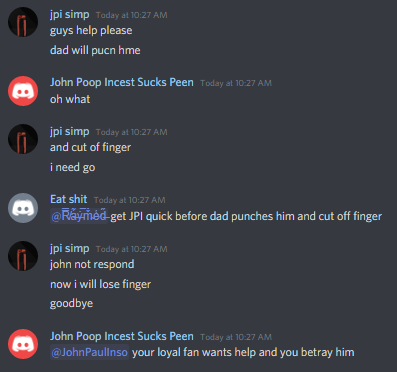 jpi simp Today at 10:27 AM
guys help please
dad will pucn hme
John Poop Incest Sucks Peen Today at 10:27 AM
oh what
jpi simp Today at 10:27 AM
and cut of finger
i need go
Eat shit Today at 10:27 AM
get JPI quick before dad punches him and cut off finger
jpi simp Today at 10:27 AM
john not respond
now i will lose finger
goodbye
John Poop Incest Sucks Peen Today at 10:27 AM
@JohnPaulInso your loyal fan wants help and you betray him